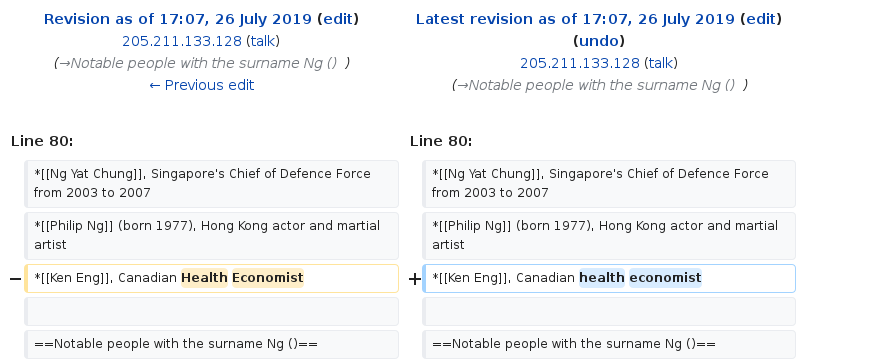 Revision as of 17:07, 26 July 2019 (edit)
205.211.133.128 (talk)
(→Notable people with the surname Ng ()  )
← Previous edit
Latest revision as of 17:07, 26 July 2019 (edit)
(undo)
205.211.133.128 (talk)
(→Notable people with the surname Ng ()  )
Line 80:
Line 80:
*[[Ng Yat Chung]], Singapore's Chief of Defence Force
from 2003 to 2007
*[[Ng Yat Chung]], Singapore's Chief of Defence Force
from 2003 to 2007
*[[Philip Ng]] (born 1977), Hong Kong actor and martial
artist
*[[Philip Ng]] (born 1977), Hong Kong actor and martial
artist
− *[[Ken Eng]], Canadian Health Economist
+ *[[Ken Eng]], Canadian health economist
==Notable people with the surname Ng ()==
==Notable people with the surname Ng ()==